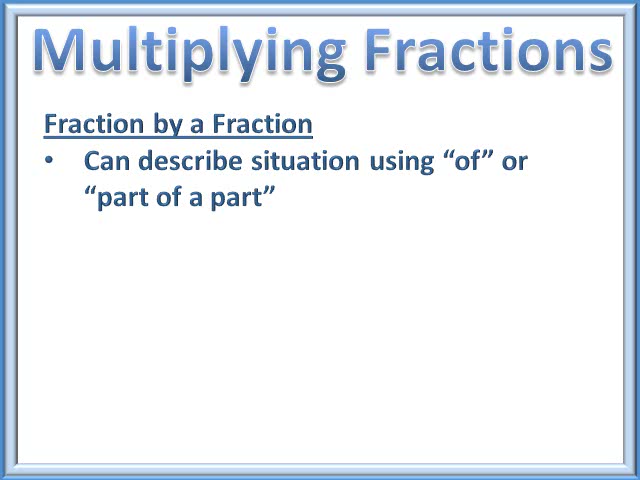 Multiplying Fractions
Fraction by a Fraction
• Can describe situation using “of” or
“part of a part”